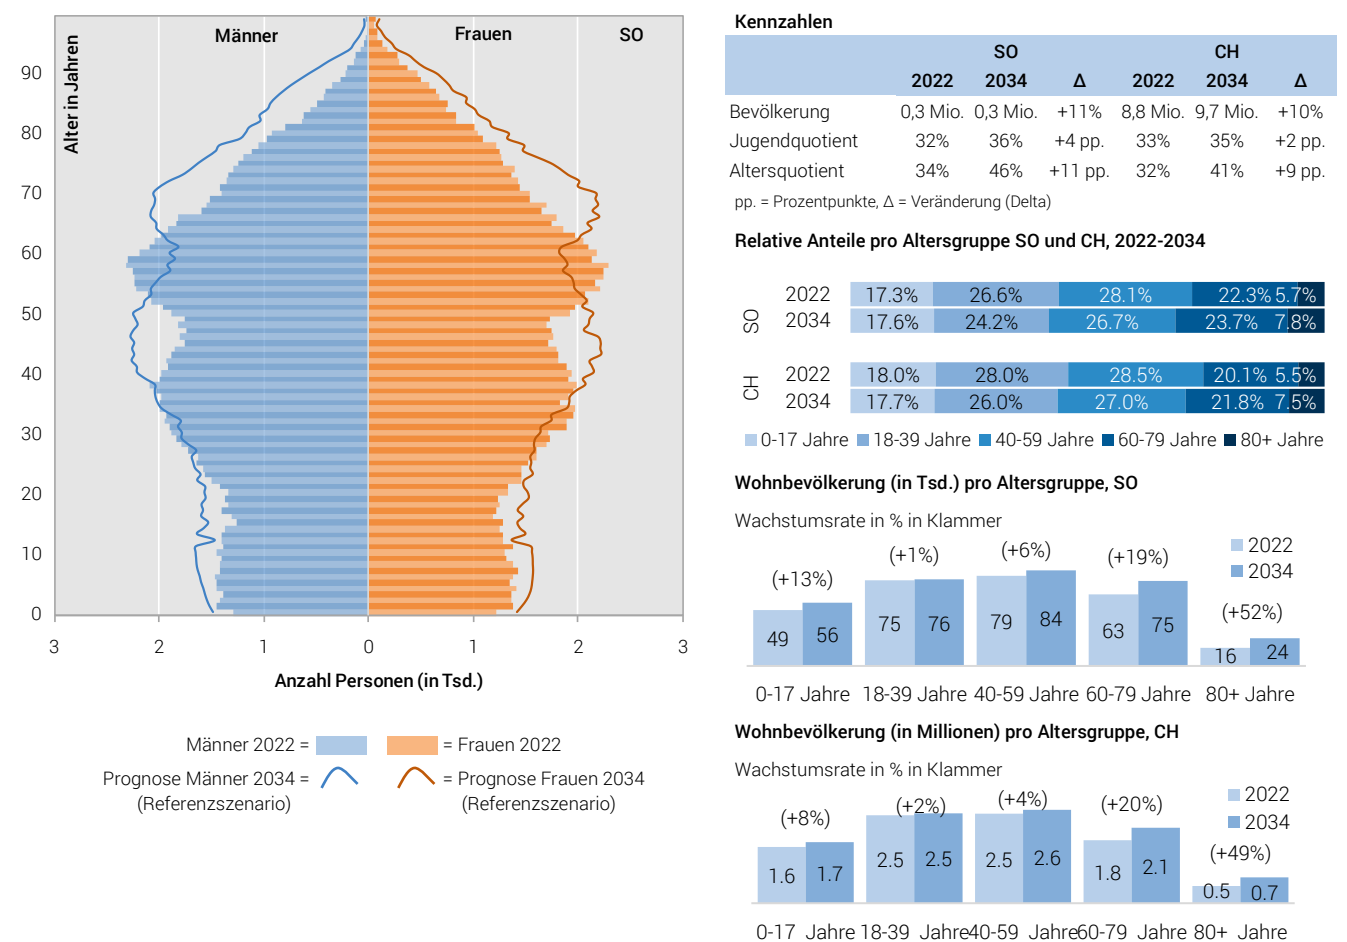 Männer
Frauen
SO
Alter in Jahren
90
80
70
60
50
40
30
20
10
0
3
2
1
0
1
2
3
Anzahl Personen (in Tsd.)
Männer 2022 =
= Frauen 2022
Prognose Männer 2034 =
(Referenzszenario)
= Prognose Frauen 2034
(Referenzszenario)
Kennzahlen
SO CH
2022 2034 Δ 2022 2034 Δ
Bevölkerung 0,3 Mio. 0,3 Mio. +11% 8,8 Mio. 9,7 Mio. +10%
Jugendquotient 32% 36% +4 pp. 33% 35% +2 pp.
Altersquotient 34% 46% +11 pp. 32% 41% +9 pp.
pp. = Prozentpunkte, Δ = Veränderung (Delta)
Relative Anteile pro Altersgruppe SO und CH, 2022-2034
SO
2022 17.3% 26.6% 28.1% 22.3% 5.7%
2034 17.6% 24.2% 26.7% 23.7% 7.8%
CH
2022 18.0% 28.0% 28.5% 20.1% 5.5%
2034 17.7% 26.0% 27.0% 21.8% 7.5%
0-17 Jahre 18-39 Jahre 40-59 Jahre 60-79 Jahre 80+ Jahre
Wohnbevölkerung (in Tsd.) pro Altersgruppe, SO
Wachstumsrate in % in Klammer
2022
2034
(+13%) (+1%) (+6%) (+19%) (+52%)
49 56 75 76 79 84 63 75 16 24
0-17 Jahre 18-39 Jahre 40-59 Jahre 60-79 Jahre 80+ Jahre
Wohnbevölkerung (in Millionen) pro Altersgruppe, CH
Wachstumsrate in % in Klammer
2022
2034
(+8%) (+2%) (+4%) (+20%) (+49%)
1.6 1.7 2.5 2.5 2.5 2.6 1.8 2.1 0.5 0.7
0-17 Jahre 18-39 Jahre 40-59 Jahre 60-79 Jahre 80+ Jahre